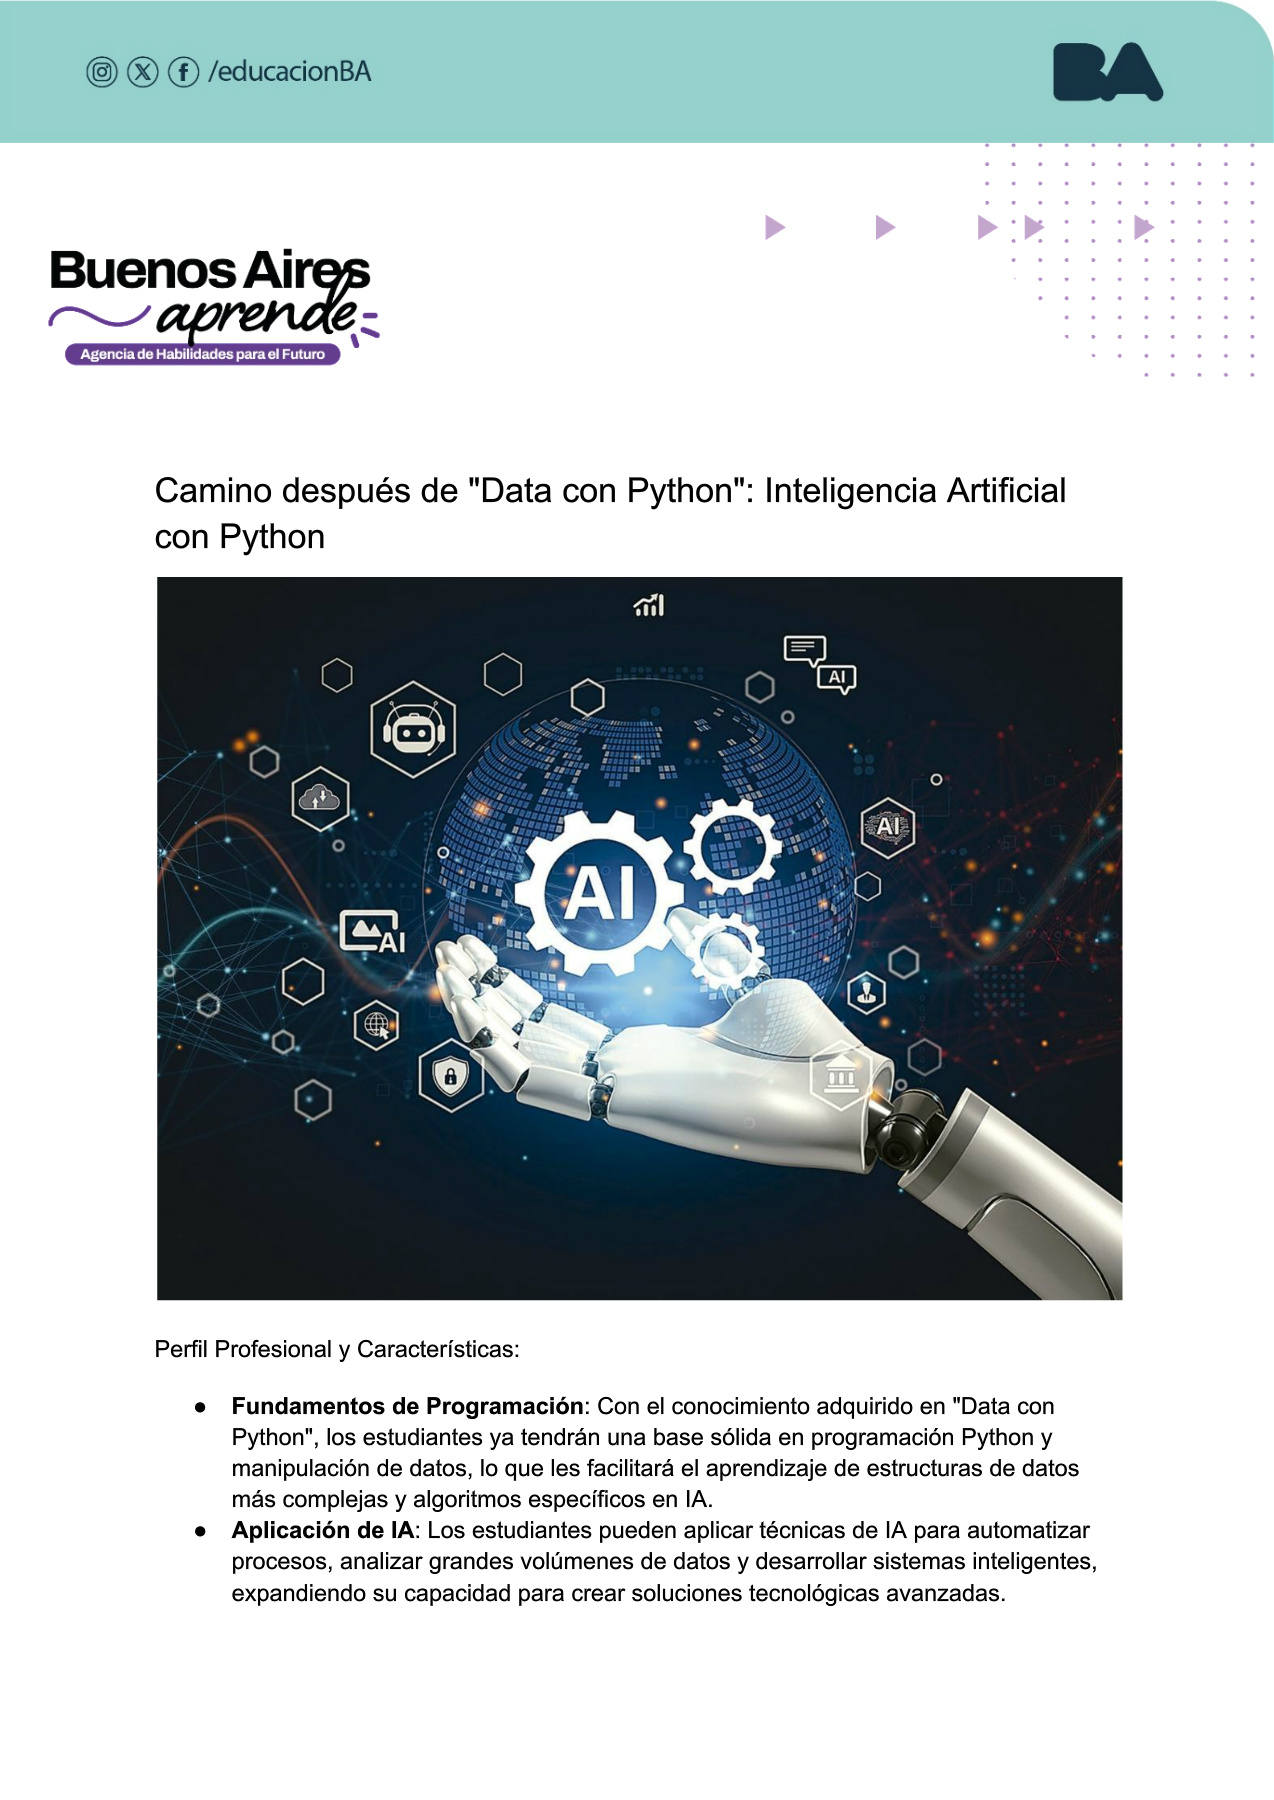 /educacionBA
BA
Buenos Aires
aprende
Agencia de Habilidades para el Futuro
Camino después de "Data con Python": Inteligencia Artificial
con Python
AI
AI
AI
AI
Perfil Profesional y Características:
● Fundamentos de Programación: Con el conocimiento adquirido en "Data con
Python", los estudiantes ya tendrán una base sólida en programación Python y
manipulación de datos, lo que les facilitará el aprendizaje de estructuras de datos
más complejas y algoritmos específicos en IA.
● Aplicación de IA: Los estudiantes pueden aplicar técnicas de IA para automatizar
procesos, analizar grandes volúmenes de datos y desarrollar sistemas inteligentes,
expandiendo su capacidad para crear soluciones tecnológicas avanzadas.